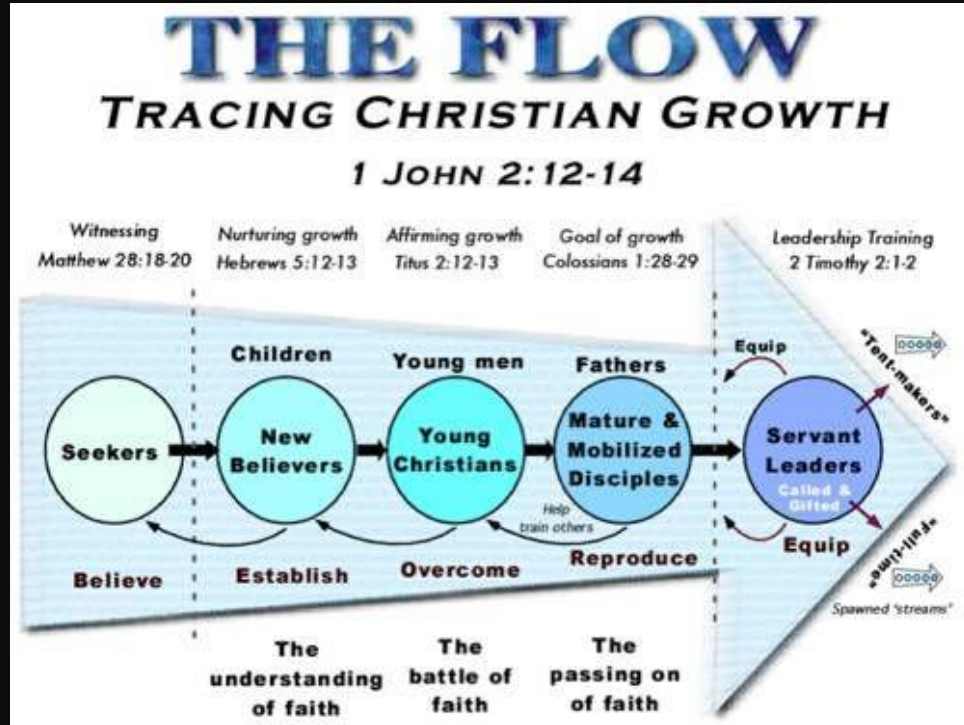 THE FLOW
TRACING CHRISTIAN GROWTH
1 JOHN 2:12-14
Witnessing
Matthew 28:18-20
Nurturing growth
Hebrews 5:12-13
Affirming growth
Titus 2:12-13
Goal of growth
Colossians 1:28-29
Leadership Training
2 Timothy 2:1-2
Children
Young men
Fathers
Equip
"Tent-makers"
Seekers
New
Believers
Young
Christians
Mature &
Mobilized
Disciples
Servant
Leaders
Called &
Gifted
Help
train others
Believe
Establish
Overcome
Reproduce
Equip
"Full-time"
Spawned 'streams'
The
understanding
of faith
The
battle of
faith
The
passing on
of faith